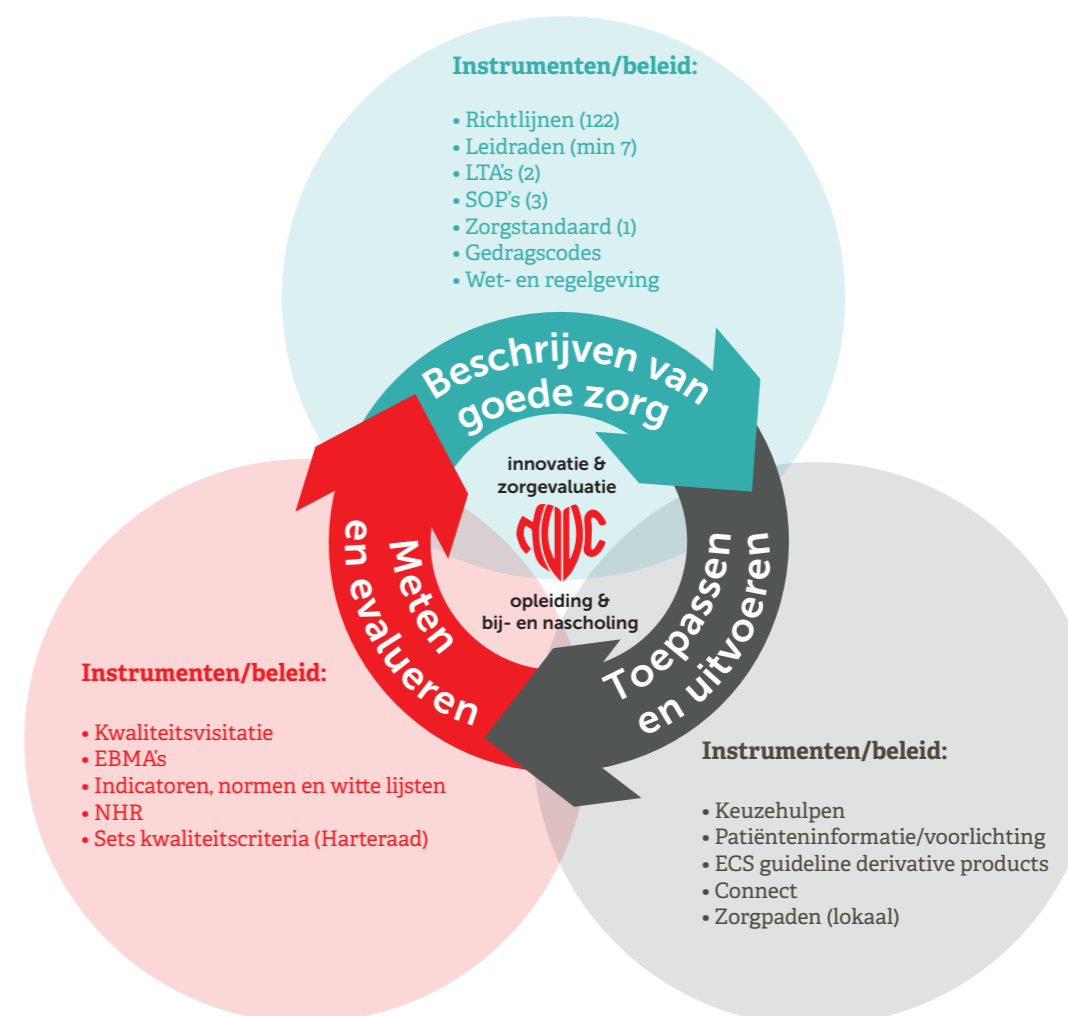 Instrumenten/beleid:
• Richtlijnen (122)
• Leidraden (min 7)
• LTA's (2)
• SOP's (3)
• Zorgstandaard (1)
• Gedragscodes
• Wet- en regelgeving
Beschrijven van
goede zorg
innovatie &
zorgevaluatie
NVVC
opleiding &
bij- en nascholing
Meten
en evalueren
Toepassen
en uitvoeren
Instrumenten/beleid:
• Kwaliteitsvisitatie
• EBMA's
• Indicatoren, normen en witte lijsten
• NHR
• Sets kwaliteitscriteria (Harteraad)
Instrumenten/beleid:
• Keuzehulpen
• Patiënteninformatie/voorlichting
• ECS guideline derivative products
• Connect
• Zorgpaden (lokaal)